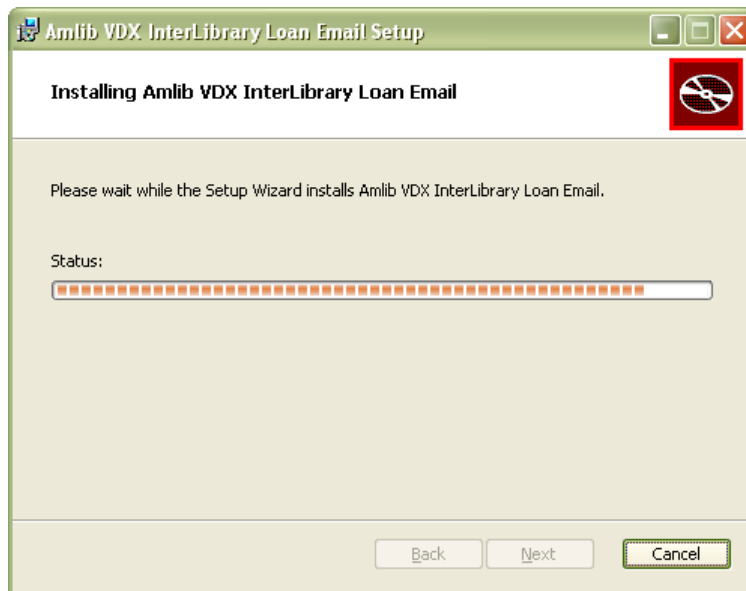 Amlib VDX InterLibrary Loan Email Setup
Installing Amlib VDX InterLibrary Loan Email
Please wait while the Setup Wizard installs Amlib VDX InterLibrary Loan Email.
Status:
Back Next Cancel